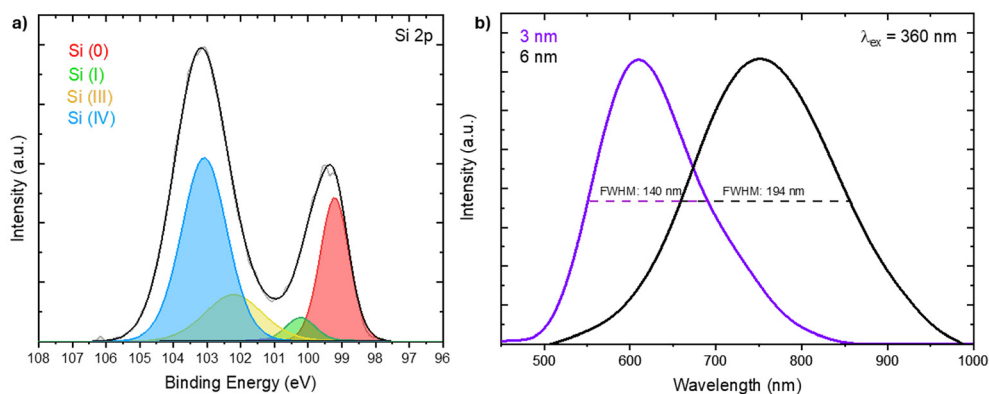 a)
Si 2p
Si (0)
Si (I)
Si (III)
Si (IV)
Intensity (a.u.)
108 107 106 105 104 103 102 101 100 99 98 97 96
Binding Energy (eV)
b)
3 nm
6 nm
λex = 360 nm
FWHM: 140 nm
FWHM: 194 nm
Intensity (a.u.)
500 600 700 800 900 1000
Wavelength (nm)